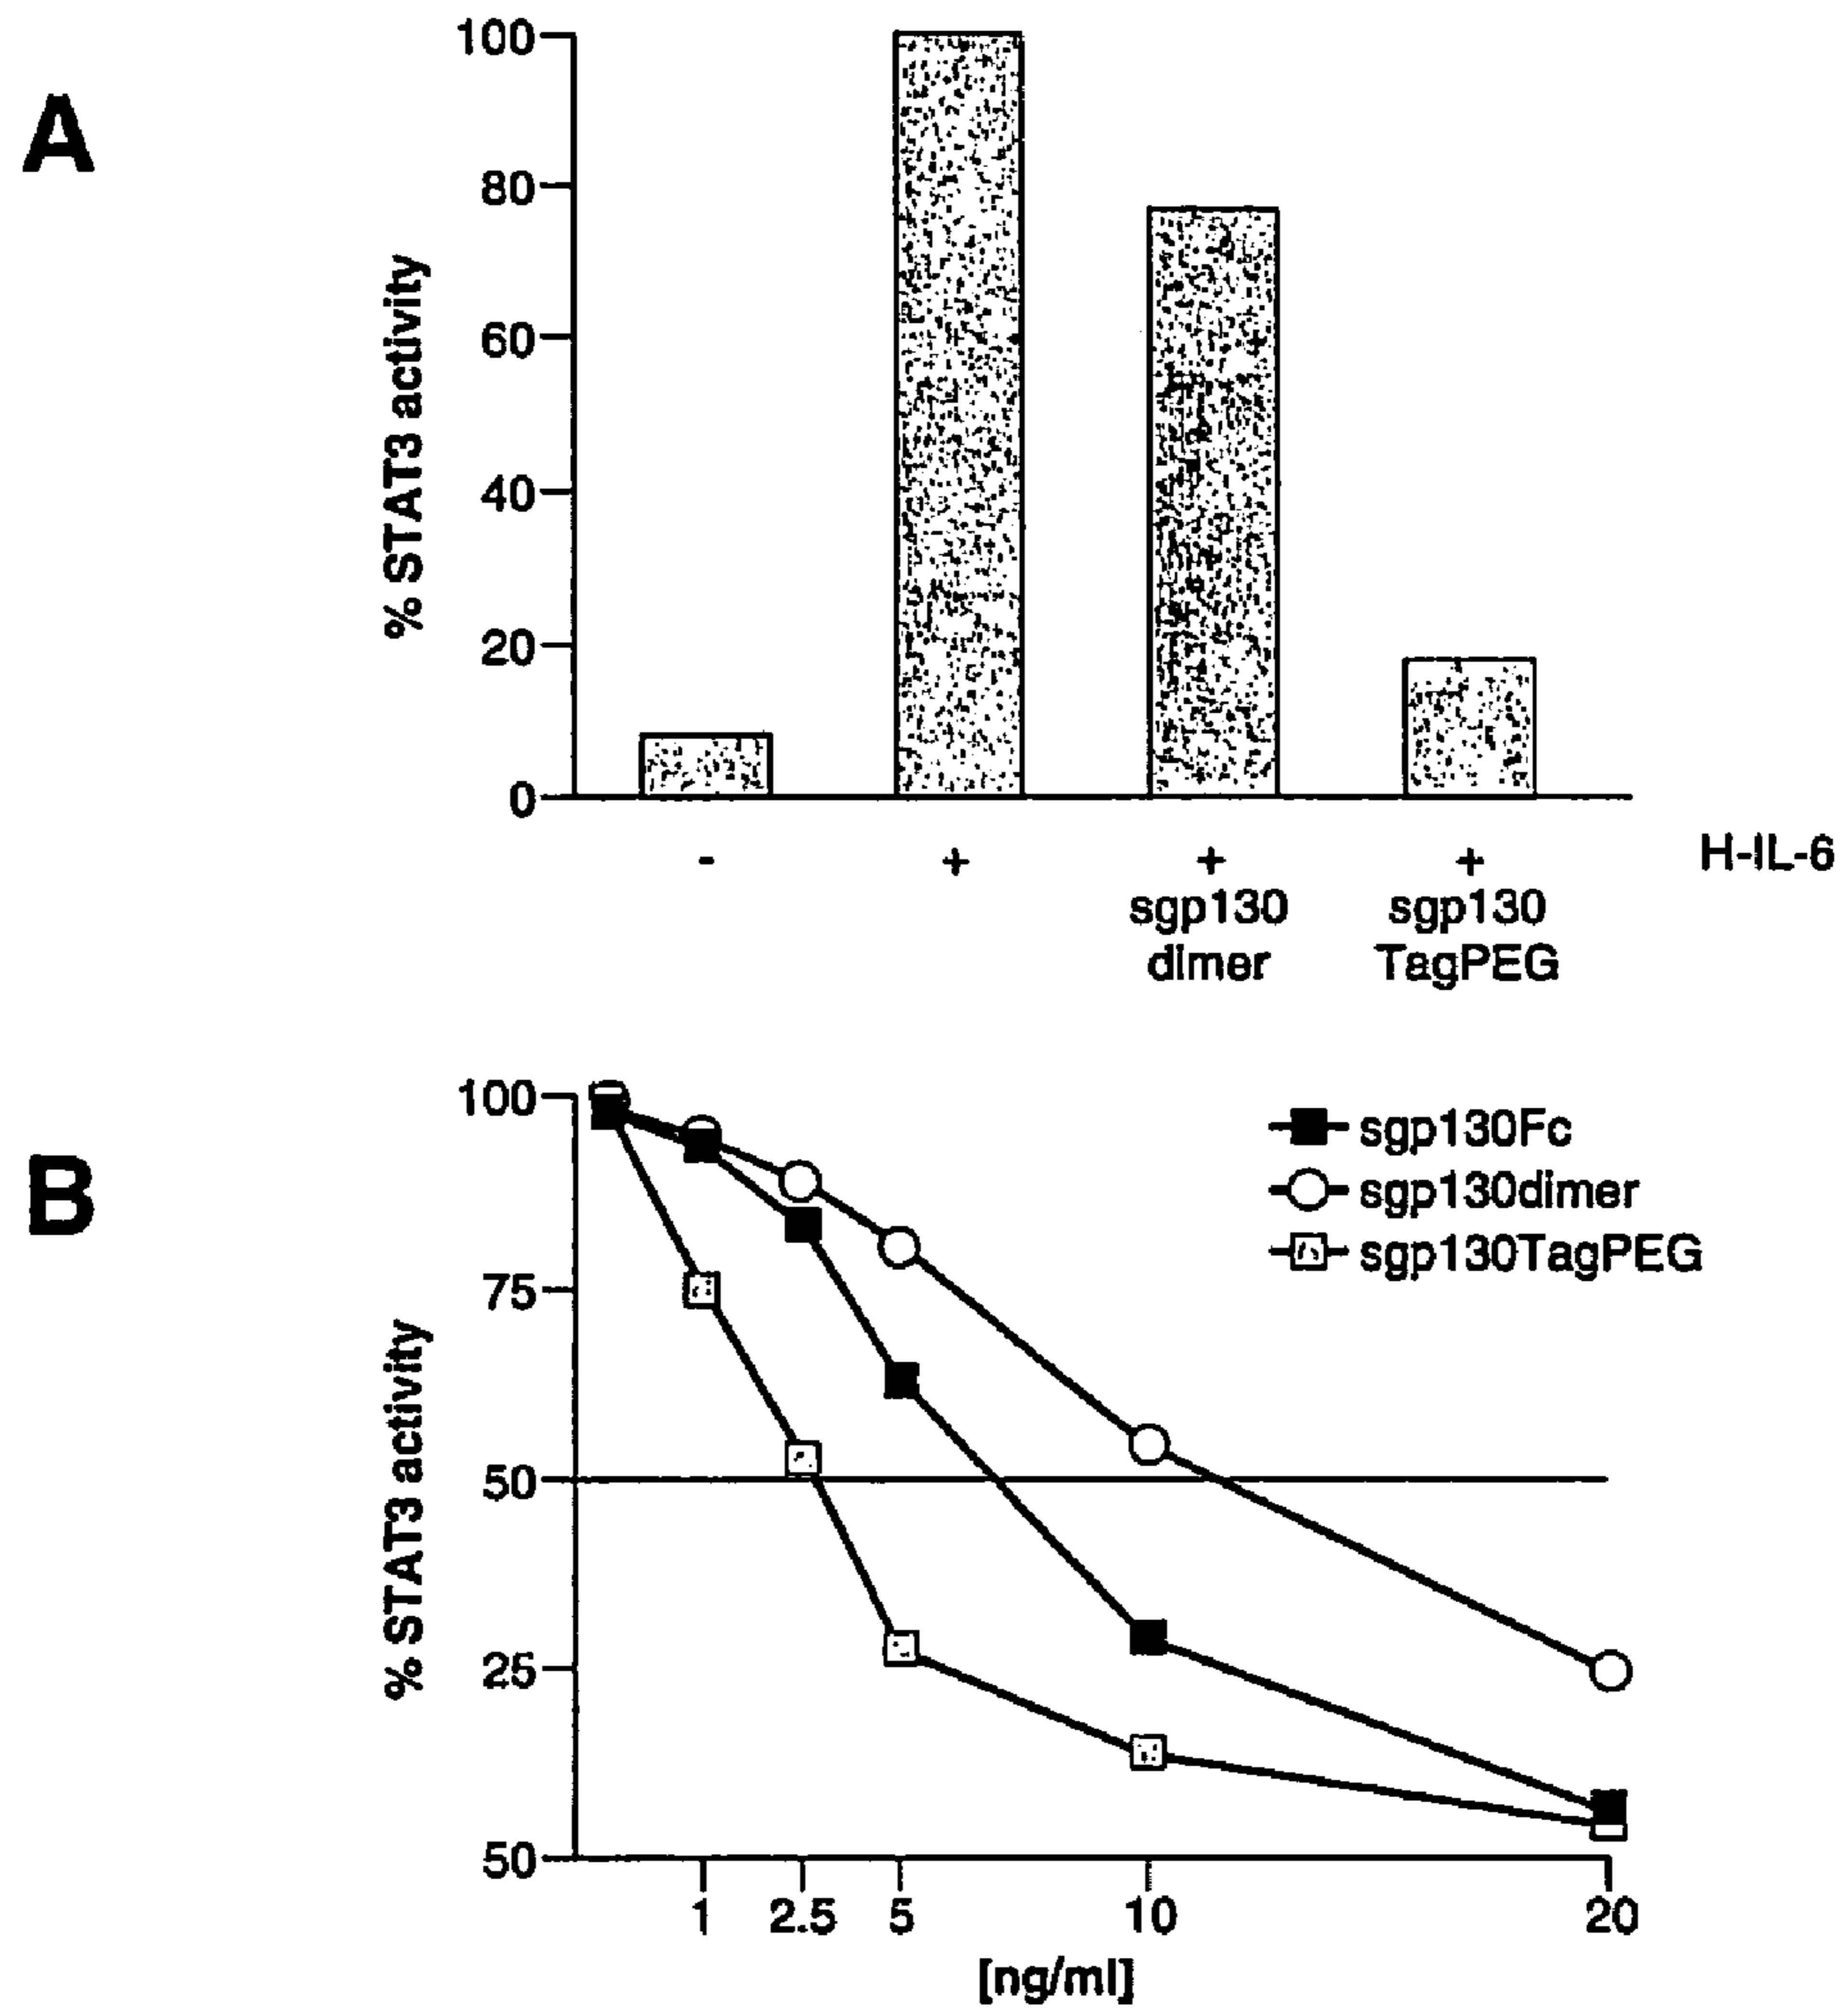 A
100
80
60
40
20
0
% STAT3 activity
- + + + H-IL-6
sgp130 sgp130
dimer TagPEG
B
100
75
50
25
50
% STAT3 activity
sgp130Fc
sgp130dimer
sgp130TagPEG
1 2.5 5 10 20
[ng/ml]